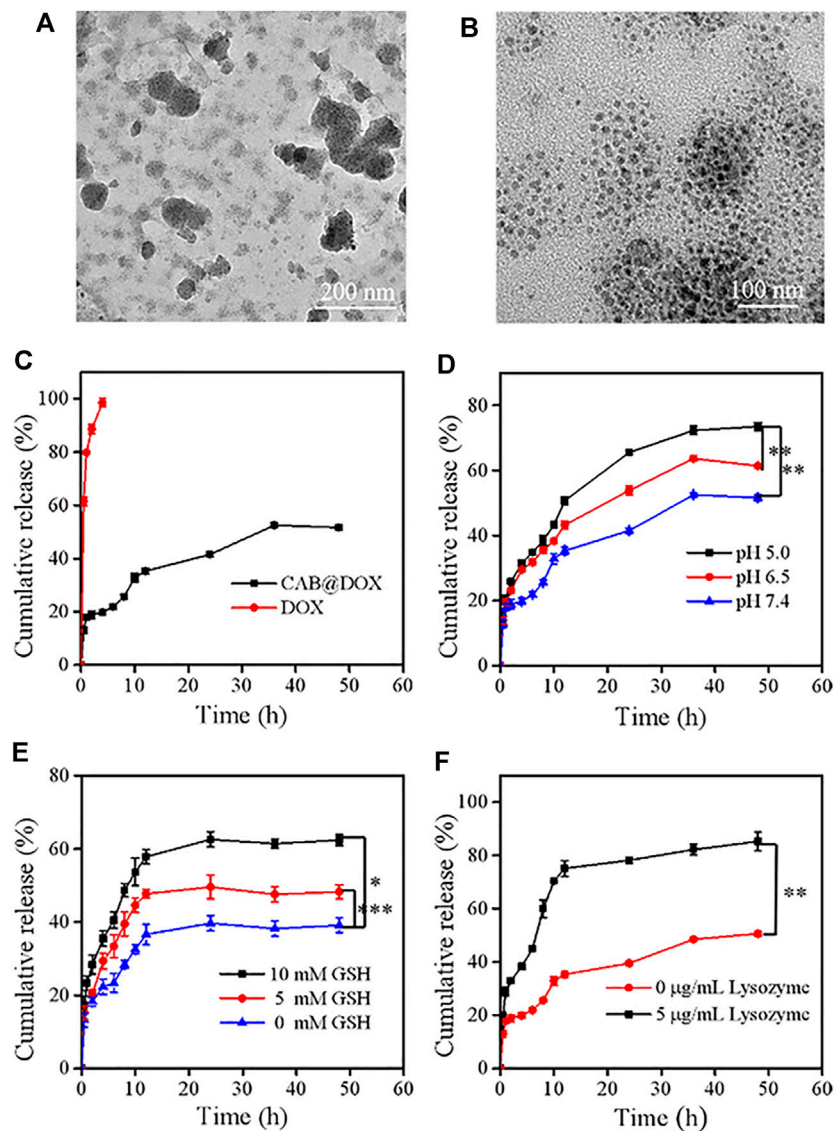 A
200 nm
B
100 nm
C
Cumulative release (%)
100
80
60
40
20
0
CAB@DOX
DOX
0 10 20 30 40 50 60
Time (h)
D
Cumulative release (%)
80
60
40
20
0
**
**
pH 5.0
pH 6.5
pH 7.4
0 10 20 30 40 50 60
Time (h)
E
Cumulative release (%)
80
60
40
20
0
*
***
10 mM GSH
5 mM GSH
0 mM GSH
0 10 20 30 40 50 60
Time (h)
F
Cumulative release (%)
100
80
60
40
20
0
**
0 μg/mL Lysozyme
5 μg/mL Lysozyme
0 10 20 30 40 50 60
Time (h)